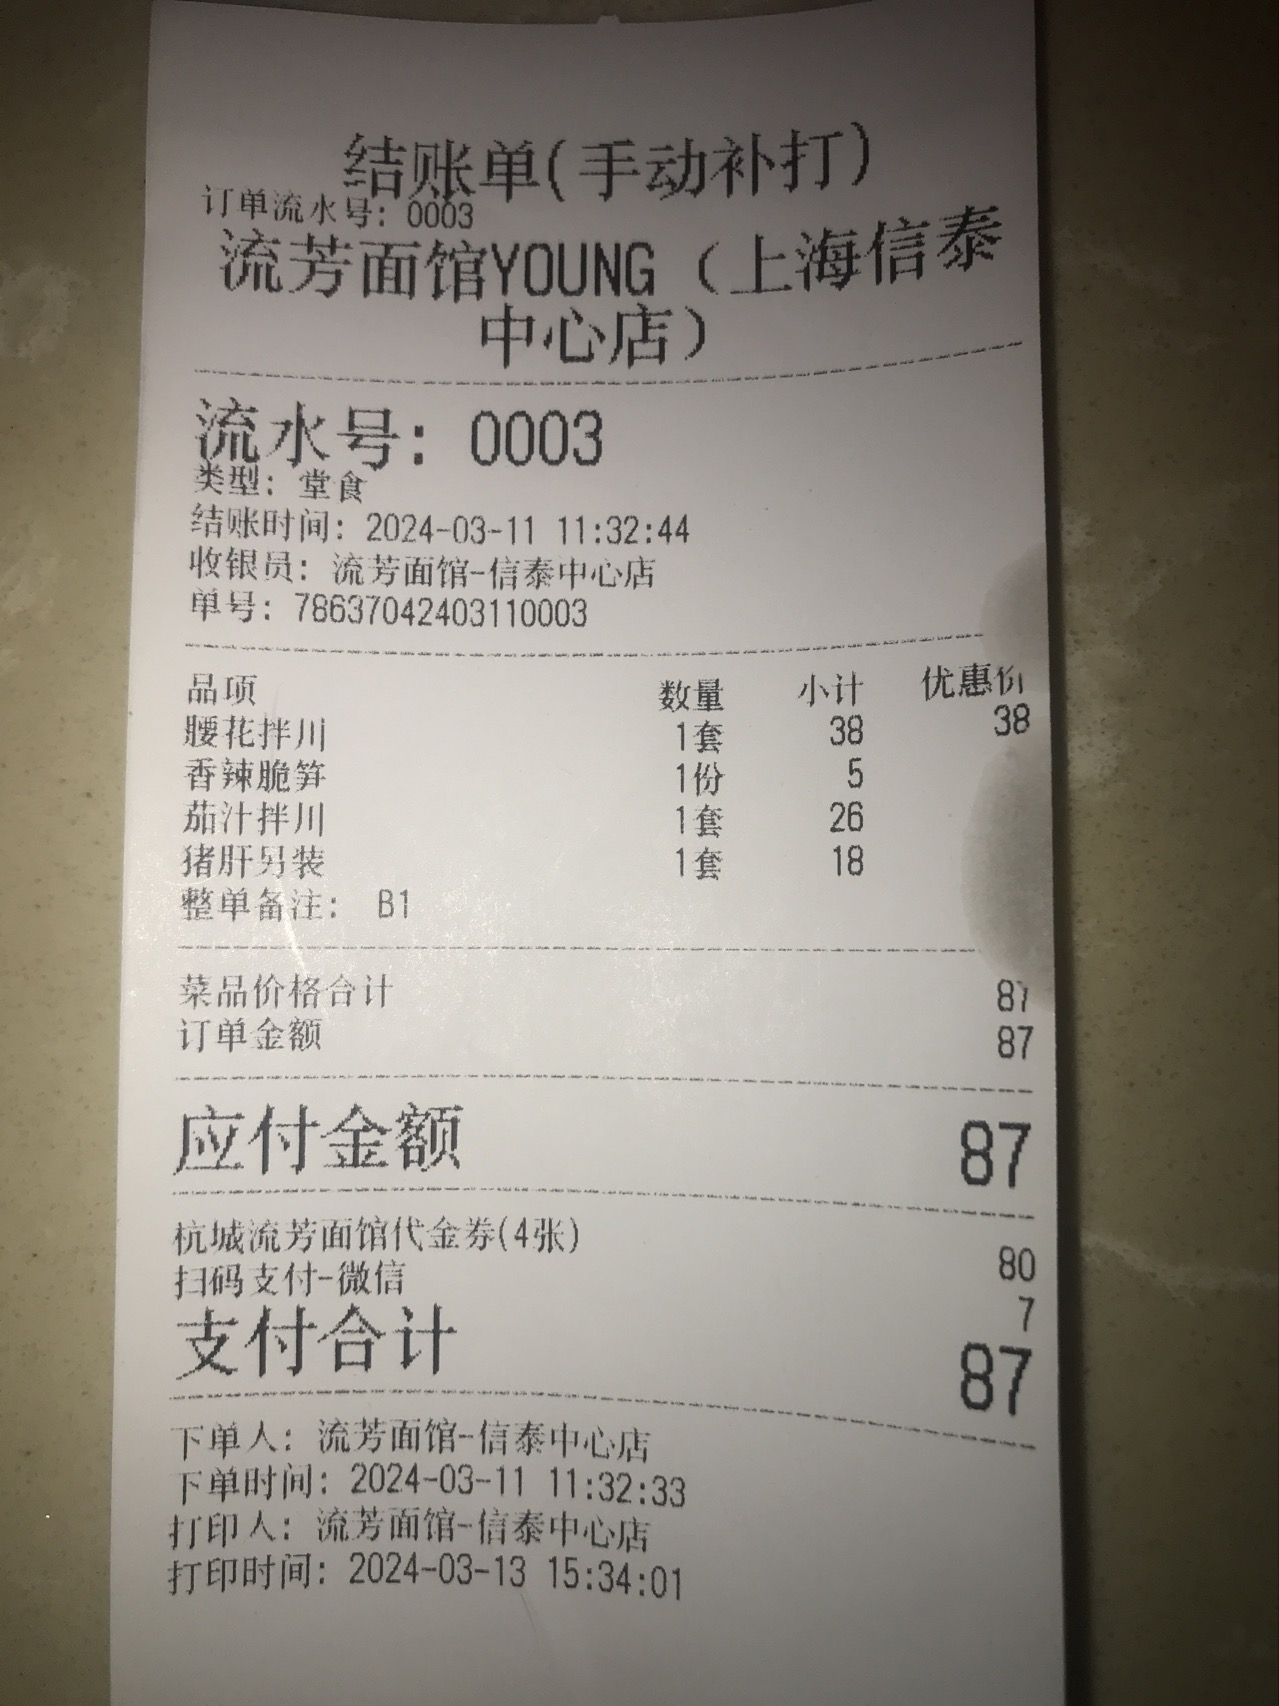 结账单(手动补打)
订单流水号: 0003
流芳面馆YOUNG（上海信泰
中心店）
流水号: 0003
类型: 堂食
结账时间: 2024-03-11 11:32:44
收银员: 流芳面馆-信泰中心店
单号: 78637042403110003
品项 数量 小计 优惠价
腰花拌川 1套 38 38
香辣脆笋 1份 5
茄汁拌川 1套 26
猪肝另装 1套 18
整单备注: B1
菜品价格合计 87
订单金额 87
应付金额 87
杭城流芳面馆代金券(4张) 80
扫码支付-微信 7
支付合计 87
下单人: 流芳面馆-信泰中心店
下单时间: 2024-03-11 11:32:33
打印人: 流芳面馆-信泰中心店
打印时间: 2024-03-13 15:34:01